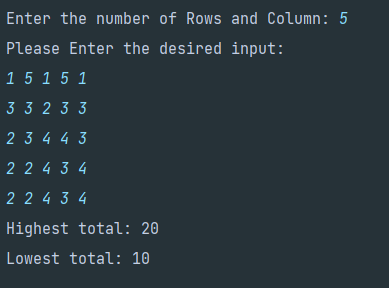 Enter the number of Rows and Column: 5
Please Enter the desired input:
1 5 1 5 1
3 3 2 3 3
2 3 4 4 3
2 2 4 3 4
2 2 4 3 4
Highest total: 20
Lowest total: 10